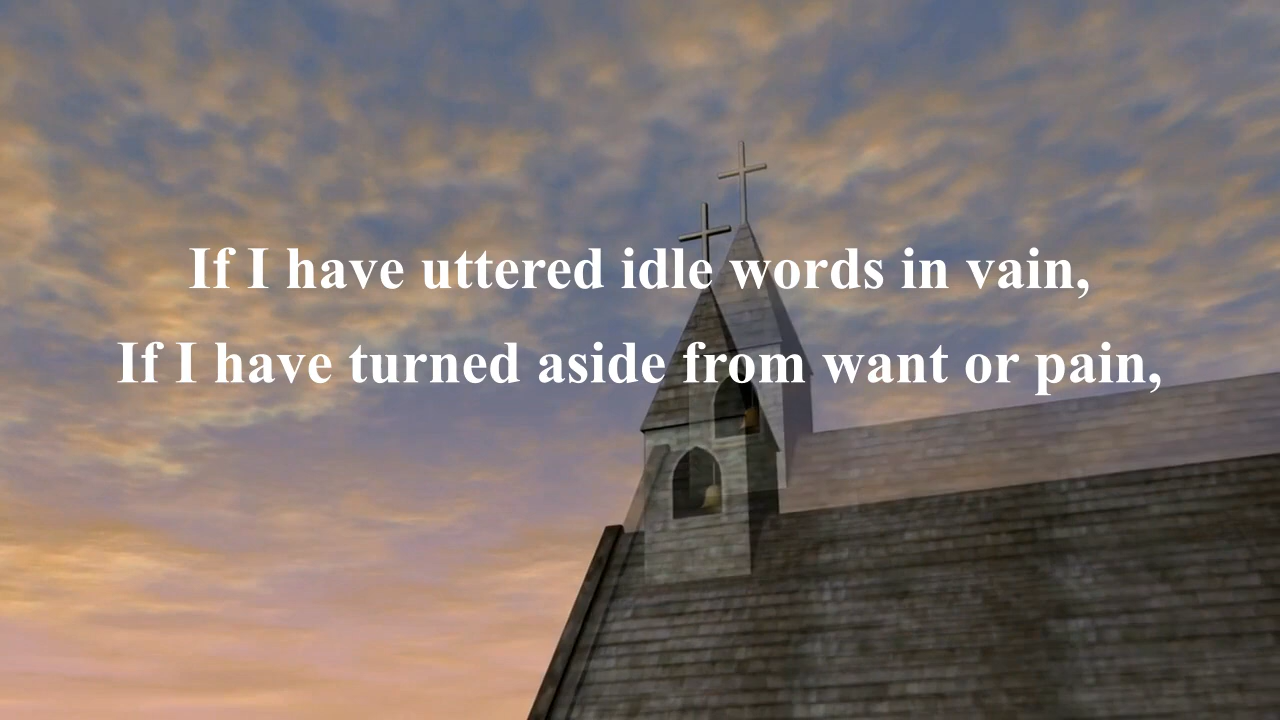 If I have uttered idle words in vain,
If I have turned aside from want or pain,